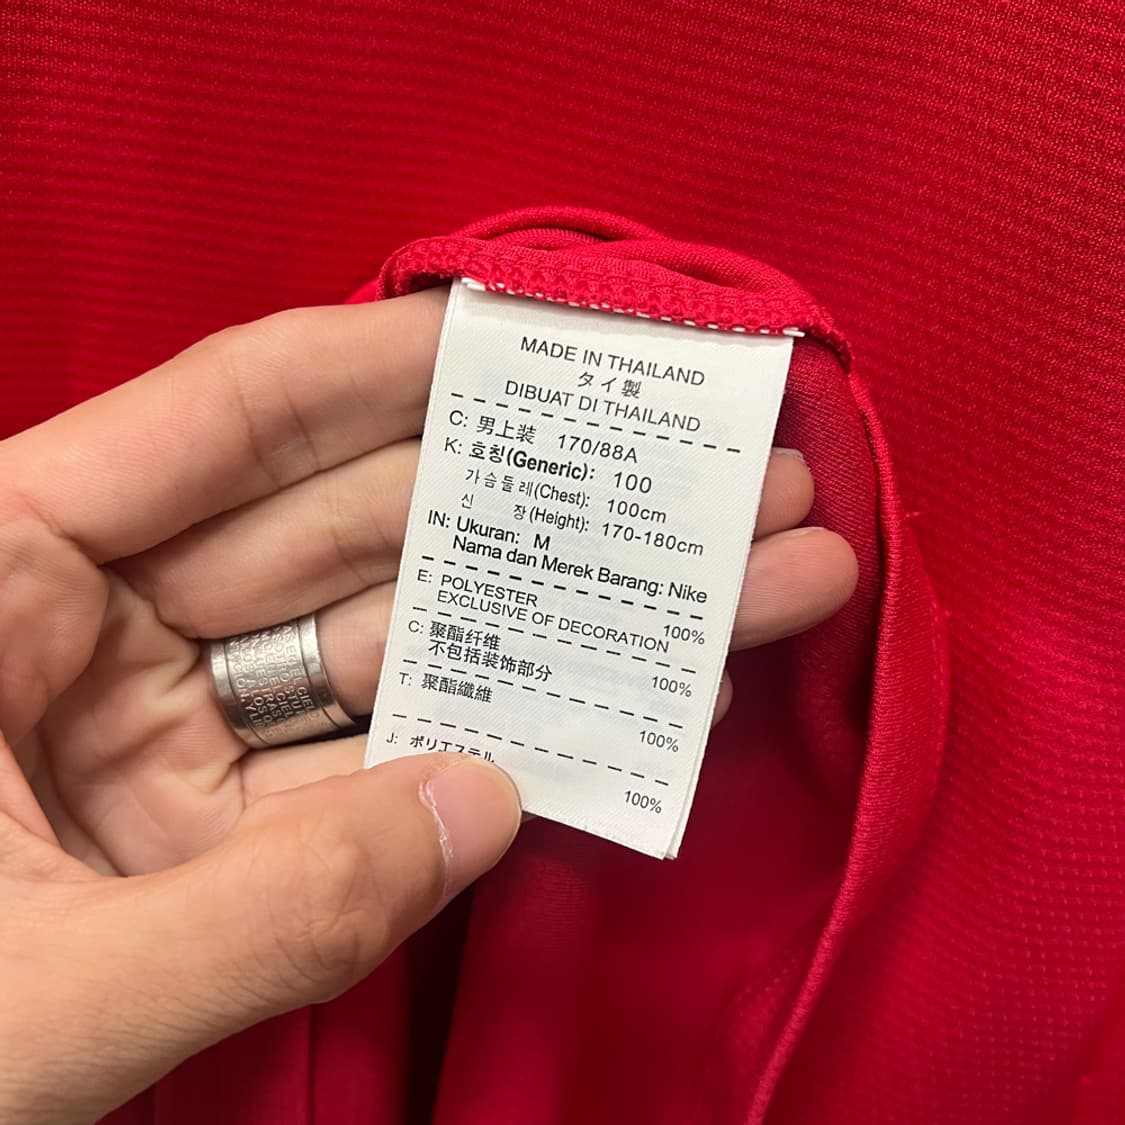 MADE IN THAILAND
タイ製
DIBUAT DI THAILAND
C: 男上装 170/88A
K: 호칭(Generic): 100
가슴둘레(Chest): 100cm
신 장(Height): 170-180cm
IN: Ukuran: M
Nama dan Merek Barang: Nike
E: POLYESTER 100%
EXCLUSIVE OF DECORATION
C: 聚酯纤维 100%
不包括装饰部分
T: 聚酯纖維 100%
J: ポリエステル 100%